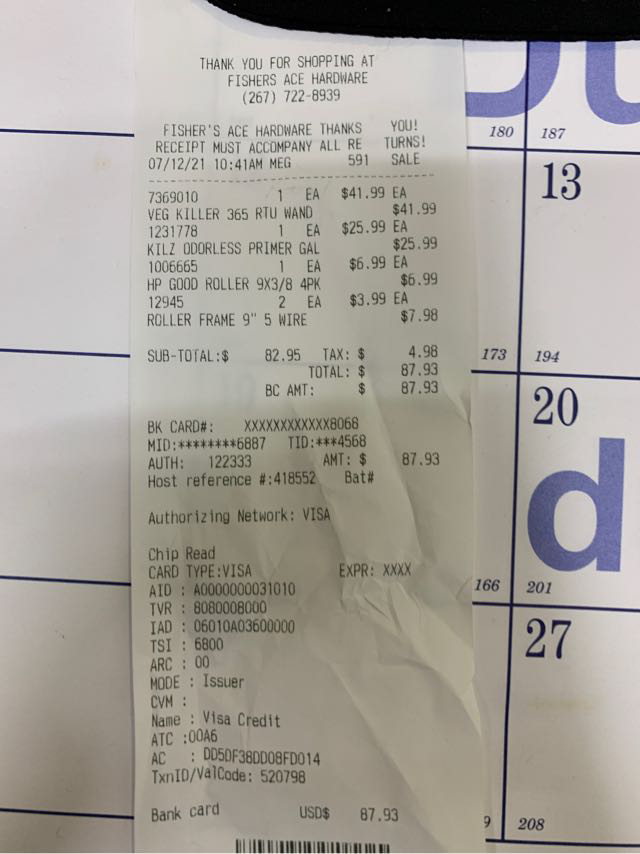 THANK YOU FOR SHOPPING AT
FISHERS ACE HARDWARE
(267) 722-8939
FISHER'S ACE HARDWARE THANKS YOU!
RECEIPT MUST ACCOMPANY ALL RE TURNS!
07/12/21 10:41AM MEG 591 SALE
7369010 1 EA $41.99 EA
VEG KILLER 365 RTU WAND $41.99
1231778 1 EA $25.99 EA
KILZ ODORLESS PRIMER GAL $25.99
1006665 1 EA $6.99 EA
HP GOOD ROLLER 9X3/8 4PK $6.99
12945 2 EA $3.99 EA
ROLLER FRAME 9" 5 WIRE $7.98
SUB-TOTAL:$ 82.95 TAX: $ 4.98
TOTAL: $ 87.93
BC AMT: $ 87.93
BK CARD#: XXXXXXXXXXXX8068
MID:********6887 TID:***4568
AUTH: 122333 AMT: $ 87.93
Host reference #:418552 Bat#
Authorizing Network: VISA
Chip Read
CARD TYPE:VISA EXPR: XXXX
AID : A0000000031010
TVR : 8080008000
IAD : 06010A03600000
TSI : 6800
ARC : 00
MODE : Issuer
CVM :
Name : Visa Credit
ATC :00A6
AC : DD5DF38DD08FD014
TxnID/ValCode: 520798
Bank card USD$ 87.93
180 187
13
173 194
20
d
166 201
27
9 208